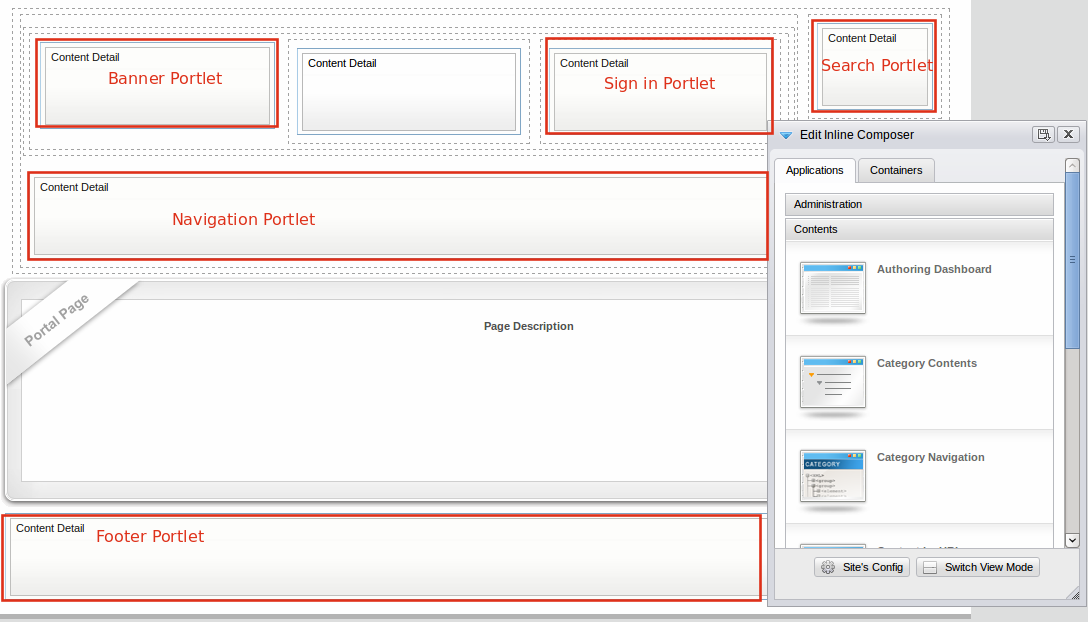 Content Detail
Banner Portlet
Content Detail
Content Detail
Sign in Portlet
Content Detail
Search Portlet
Content Detail
Navigation Portlet
Portal Page
Page Description
Content Detail
Footer Portlet
Edit Inline Composer
Applications
Containers
Administration
Contents
Authoring Dashboard
Category Contents
CATEGORY
Category Navigation
Site's Config
Switch View Mode